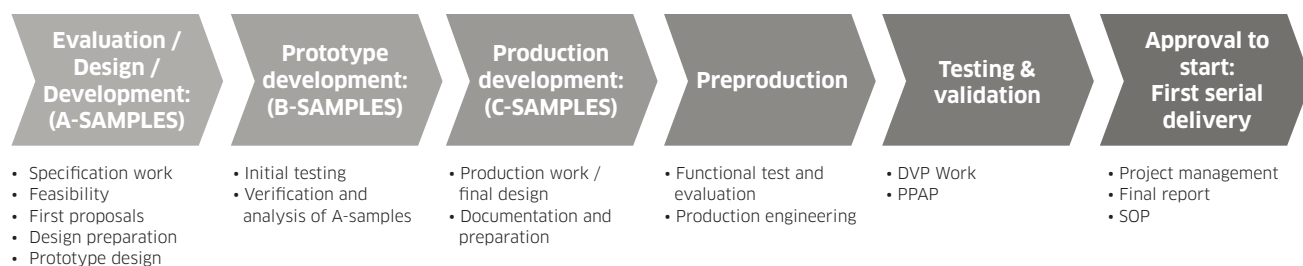 Evaluation /
Design /
Development:
(A-SAMPLES)
• Specification work
• Feasibility
• First proposals
• Design preparation
• Prototype design
Prototype
development:
(B-SAMPLES)
• Initial testing
• Verification and
analysis of A-samples
Production
development:
(C-SAMPLES)
• Production work /
final design
• Documentation and
preparation
Preproduction
• Functional test and
evaluation
• Production engineering
Testing &
validation
• DVP Work
• PPAP
Approval to
start:
First serial
delivery
• Project management
• Final report
• SOP